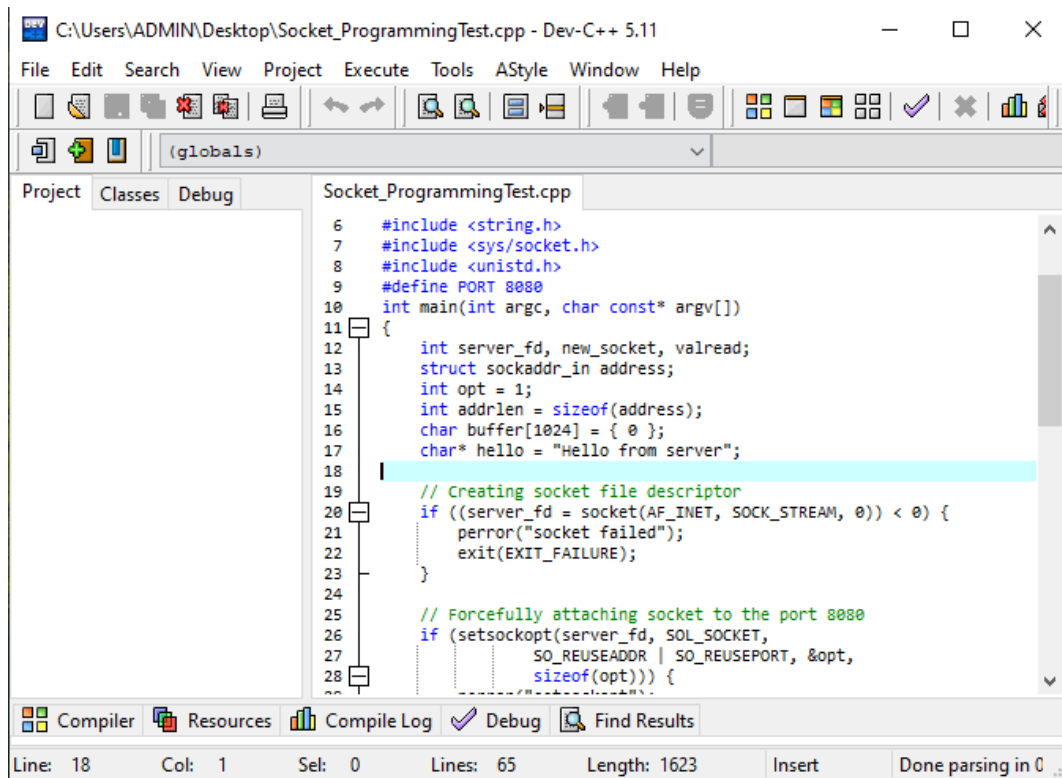 C:\Users\ADMIN\Desktop\Socket_ProgrammingTest.cpp - Dev-C++ 5.11
File Edit Search View Project Execute Tools AStyle Window Help
(globals)
Project Classes Debug Socket_ProgrammingTest.cpp
6 #include <string.h>
7 #include <sys/socket.h>
8 #include <unistd.h>
9 #define PORT 8080
10 int main(int argc, char const* argv[])
11 {
12 int server_fd, new_socket, valread;
13 struct sockaddr_in address;
14 int opt = 1;
15 int addrlen = sizeof(address);
16 char buffer[1024] = { 0 };
17 char* hello = "Hello from server";
18
19 // Creating socket file descriptor
20 if ((server_fd = socket(AF_INET, SOCK_STREAM, 0)) < 0) {
21 perror("socket failed");
22 exit(EXIT_FAILURE);
23 }
24
25 // Forcefully attaching socket to the port 8080
26 if (setsockopt(server_fd, SOL_SOCKET,
27 SO_REUSEADDR | SO_REUSEPORT, &opt,
28 sizeof(opt))) {
Compiler Resources Compile Log Debug Find Results
Line: 18 Col: 1 Sel: 0 Lines: 65 Length: 1623 Insert Done parsing in 0